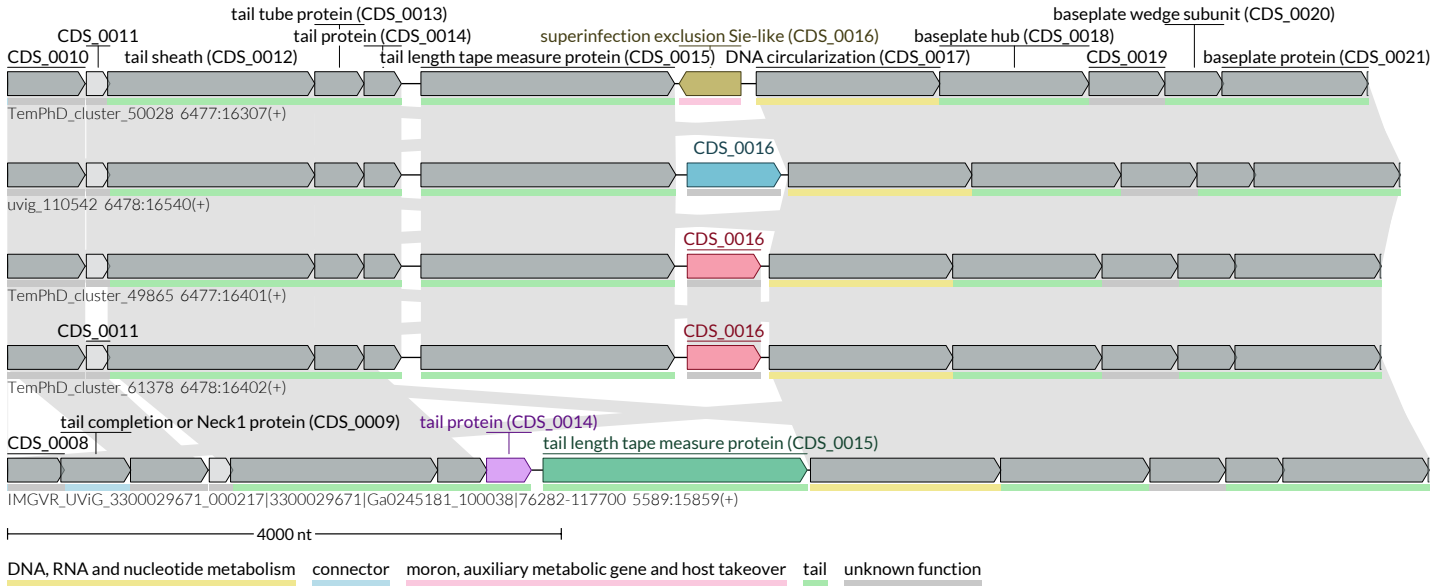 tail tube protein (CDS_0013) baseplate wedge subunit (CDS_0020)
CDS_0011 tail protein (CDS_0014) superinfection exclusion Sie-like (CDS_0016) baseplate hub (CDS_0018)
CDS_0010 tail sheath (CDS_0012) tail length tape measure protein (CDS_0015) DNA circularization (CDS_0017) CDS_0019 baseplate protein (CDS_0021)
TemPhD_cluster_50028 6477:16307(+)
CDS_0016
uvig_110542 6478:16540(+)
CDS_0016
TemPhD_cluster_49865 6477:16401(+)
CDS_0011 CDS_0016
TemPhD_cluster_61378 6478:16402(+)
tail completion or Neck1 protein (CDS_0009) tail protein (CDS_0014)
CDS_0008 tail length tape measure protein (CDS_0015)
IMGVR_UViG_3300029671_000217|3300029671|Ga0245181_100038|76282-117700 5589:15859(+)
4000 nt
DNA, RNA and nucleotide metabolism connector moron, auxiliary metabolic gene and host takeover tail unknown function